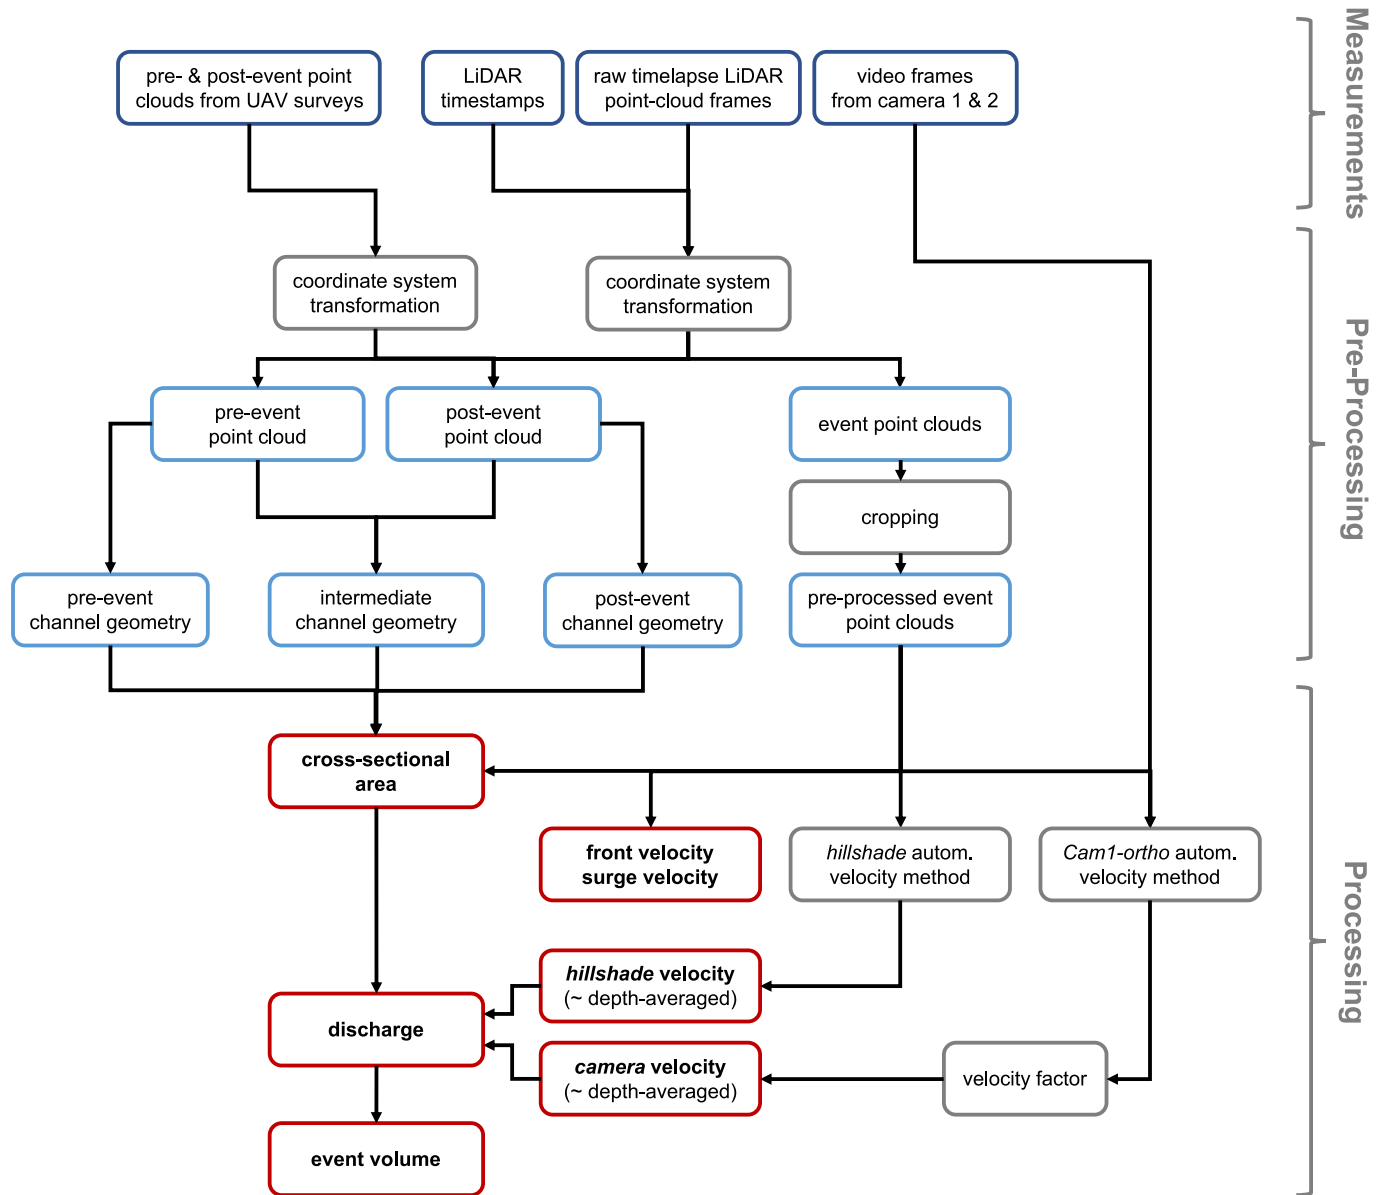 pre- & post-event point
clouds from UAV surveys
LiDAR
timestamps
raw timelapse LiDAR
point-cloud frames
video frames
from camera 1 & 2
Measurements
coordinate system
transformation
coordinate system
transformation
Pre-Processing
pre-event
point cloud
post-event
point cloud
event point clouds
cropping
pre-event
channel geometry
intermediate
channel geometry
post-event
channel geometry
pre-processed event
point clouds
cross-sectional
area
front velocity
surge velocity
hillshade autom.
velocity method
Cam1-ortho autom.
velocity method
Processing
hillshade velocity
(~ depth-averaged)
discharge
camera velocity
(~ depth-averaged)
velocity factor
event volume